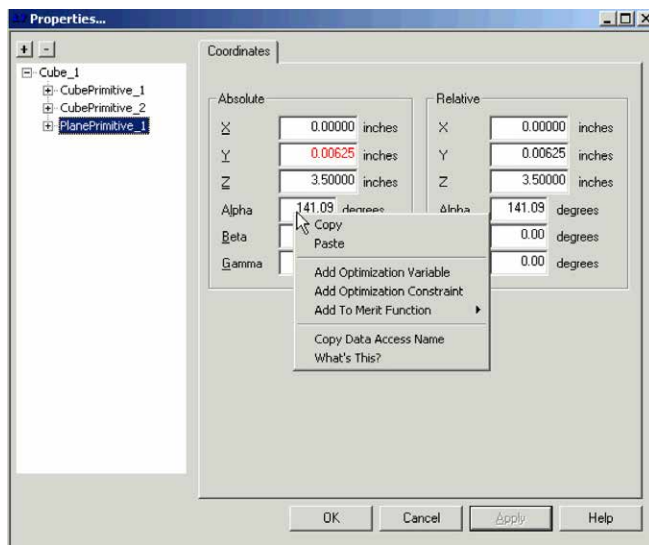 Properties...
+ -
Cube_1
CubePrimitive_1
CubePrimitive_2
PlanePrimitive_1
Coordinates
Absolute
X 0.00000 inches
Y 0.00625 inches
Z 3.50000 inches
Alpha 141.09 degrees
Beta
Gamma
Relative
X 0.00000 inches
Y 0.00625 inches
Z 3.50000 inches
Alpha 141.09 degrees
0.00 degrees
0.00 degrees
Copy
Paste
Add Optimization Variable
Add Optimization Constraint
Add To Merit Function
Copy Data Access Name
What's This?
OK Cancel Apply Help